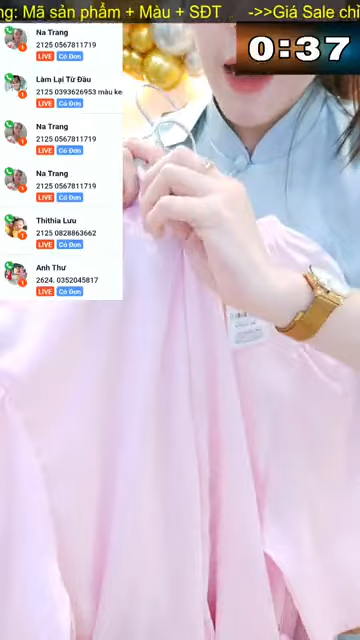 ng: Mã sản phẩm + Màu + SĐT ->>Giá Sale chỉ
0:37
Na Trang
2125 0567811719
LIVE Có Đơn
Làm Lại Từ Đầu
2125 0393626953 màu ke
LIVE Có Đơn
Na Trang
2125 0567811719
LIVE Có Đơn
Na Trang
2125 0567811719
LIVE Có Đơn
Thithia Lưu
2125 0828863662
LIVE Có Đơn
Anh Thư
2624. 0352045817
LIVE Có Đơn